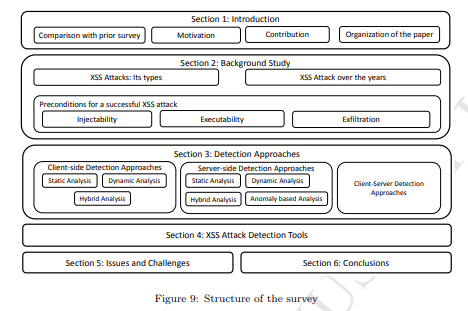 Section 1: Introduction
Comparison with prior survey
Motivation
Contribution
Organization of the paper
Section 2: Background Study
XSS Attacks: Its types
XSS Attack over the years
Preconditions for a successful XSS attack
Injectability
Executability
Exfiltration
Section 3: Detection Approaches
Client-side Detection Approaches
Static Analysis
Dynamic Analysis
Hybrid Analysis
Server-side Detection Approaches
Static Analysis
Dynamic Analysis
Hybrid Analysis
Anomaly based Analysis
Client-Server Detection
Approaches
Section 4: XSS Attack Detection Tools
Section 5: Issues and Challenges
Section 6: Conclusions
Figure 9: Structure of the survey